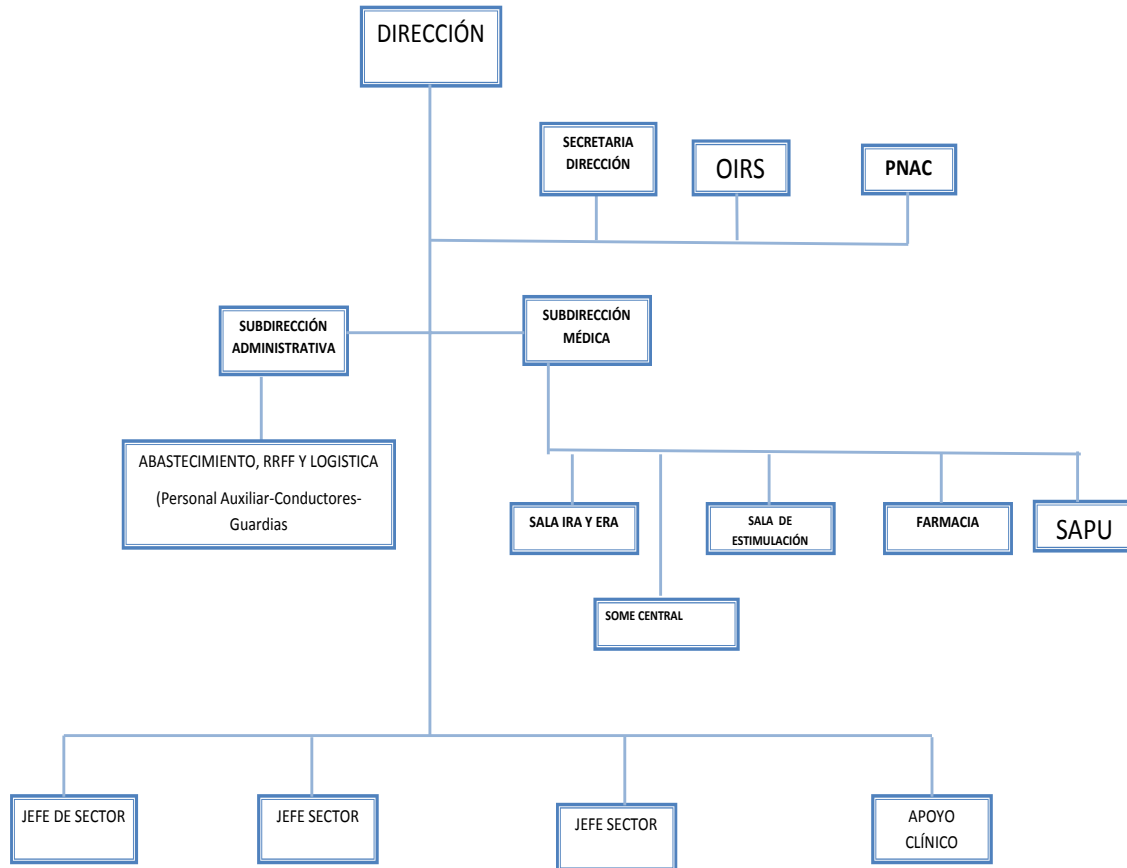 DIRECCIÓN
SECRETARIA
DIRECCIÓN
OIRS
PNAC
SUBDIRECCIÓN
ADMINISTRATIVA
SUBDIRECCIÓN
MÉDICA
ABASTECIMIENTO, RRFF Y LOGISTICA
(Personal Auxiliar-Conductores-
Guardias
SALA IRA Y ERA
SALA DE
ESTIMULACIÓN
FARMACIA
SAPU
SOME CENTRAL
JEFE DE SECTOR
JEFE SECTOR
JEFE SECTOR
APOYO
CLÍNICO